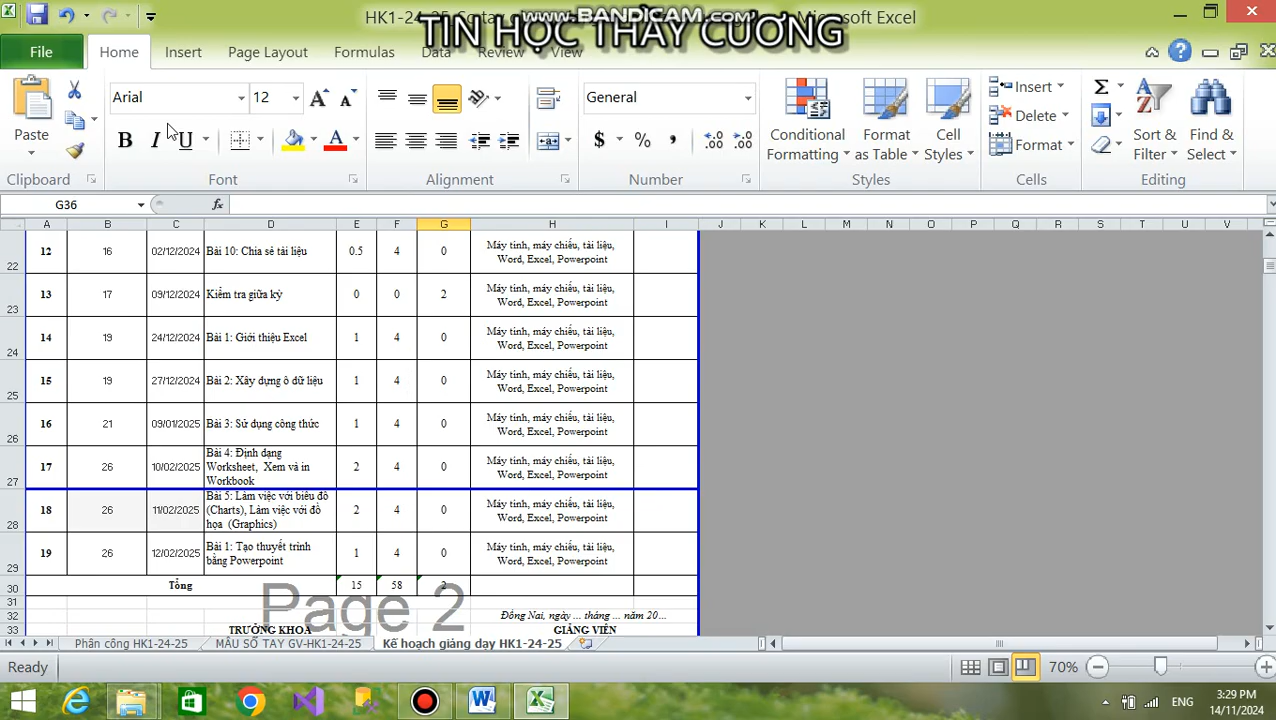 HK1-24-25
Microsoft Excel
www.BANDICAM.com
TIN HỌC THẦY CƯƠNG
File Home Insert Page Layout Formulas Data Review View
Arial 12 General
Paste
B I U $ %
Conditional Formatting
Format as Table
Cell Styles
Insert
Delete
Format
Sort & Filter
Find & Select
Clipboard Font Alignment Number Styles Cells Editing
G36 fx
A B C D E F G H I J K L M N O P Q R S T U V
22 12 16 02/12/2024 Bài 10: Chia sẻ tài liệu 0.5 4 0 Máy tính, máy chiếu, tài liệu, Word, Excel, Powerpoint
23 13 17 09/12/2024 Kiểm tra giữa kỳ 0 0 2 Máy tính, máy chiếu, tài liệu, Word, Excel, Powerpoint
24 14 19 24/12/2024 Bài 1: Giới thiệu Excel 1 4 0 Máy tính, máy chiếu, tài liệu, Word, Excel, Powerpoint
25 15 19 27/12/2024 Bài 2: Xây dựng ô dữ liệu 1 4 0 Máy tính, máy chiếu, tài liệu, Word, Excel, Powerpoint
26 16 21 09/01/2025 Bài 3: Sử dụng công thức 1 4 0 Máy tính, máy chiếu, tài liệu, Word, Excel, Powerpoint
27 17 26 10/02/2025 Bài 4: Định dạng Worksheet, Xem và in Workbook 2 4 0 Máy tính, máy chiếu, tài liệu, Word, Excel, Powerpoint
28 18 26 11/02/2025 Bài 5: Làm việc với biểu đồ (Charts), Làm việc với đồ họa (Graphics) 2 4 0 Máy tính, máy chiếu, tài liệu, Word, Excel, Powerpoint
29 19 26 12/02/2025 Bài 1: Tạo thuyết trình bằng Powerpoint 1 4 0 Máy tính, máy chiếu, tài liệu, Word, Excel, Powerpoint
30 Tổng 15 58 2
Page 2
31
32 Đồng Nai, ngày ... tháng ... năm 20...
33 TRƯỞNG KHOA GIẢNG VIÊN
Phân công HK1-24-25 MẪU SỔ TAY GV-HK1-24-25 Kế hoạch giảng dạy HK1-24-25
Ready 70%
ENG 3:29 PM
14/11/2024